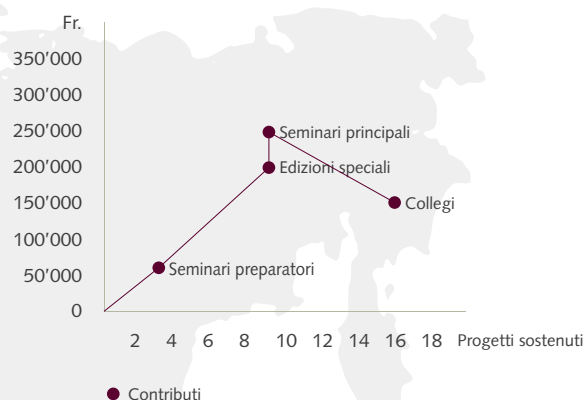 Fr.
350’000
300’000
250’000
Seminari principali
200’000
Edizioni speciali
150’000
Collegi
100’000
50’000
Seminari preparatori
0
2 4 6 8 10 12 14 16 18 Progetti sostenuti
Contributi